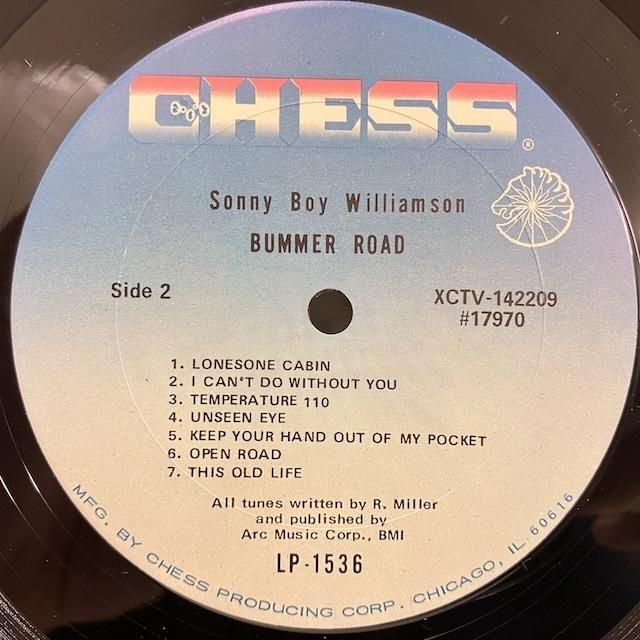 CHESS
®
Sonny Boy Williamson
BUMMER ROAD
Side 2
XCTV-142209
#17970
1. LONESONE CABIN
2. I CAN'T DO WITHOUT YOU
3. TEMPERATURE 110
4. UNSEEN EYE
5. KEEP YOUR HAND OUT OF MY POCKET
6. OPEN ROAD
7. THIS OLD LIFE
All tunes written by R. Miller
and published by
Arc Music Corp., BMI
LP-1536
MFG. BY CHESS PRODUCING CORP. CHICAGO, IL. 60616